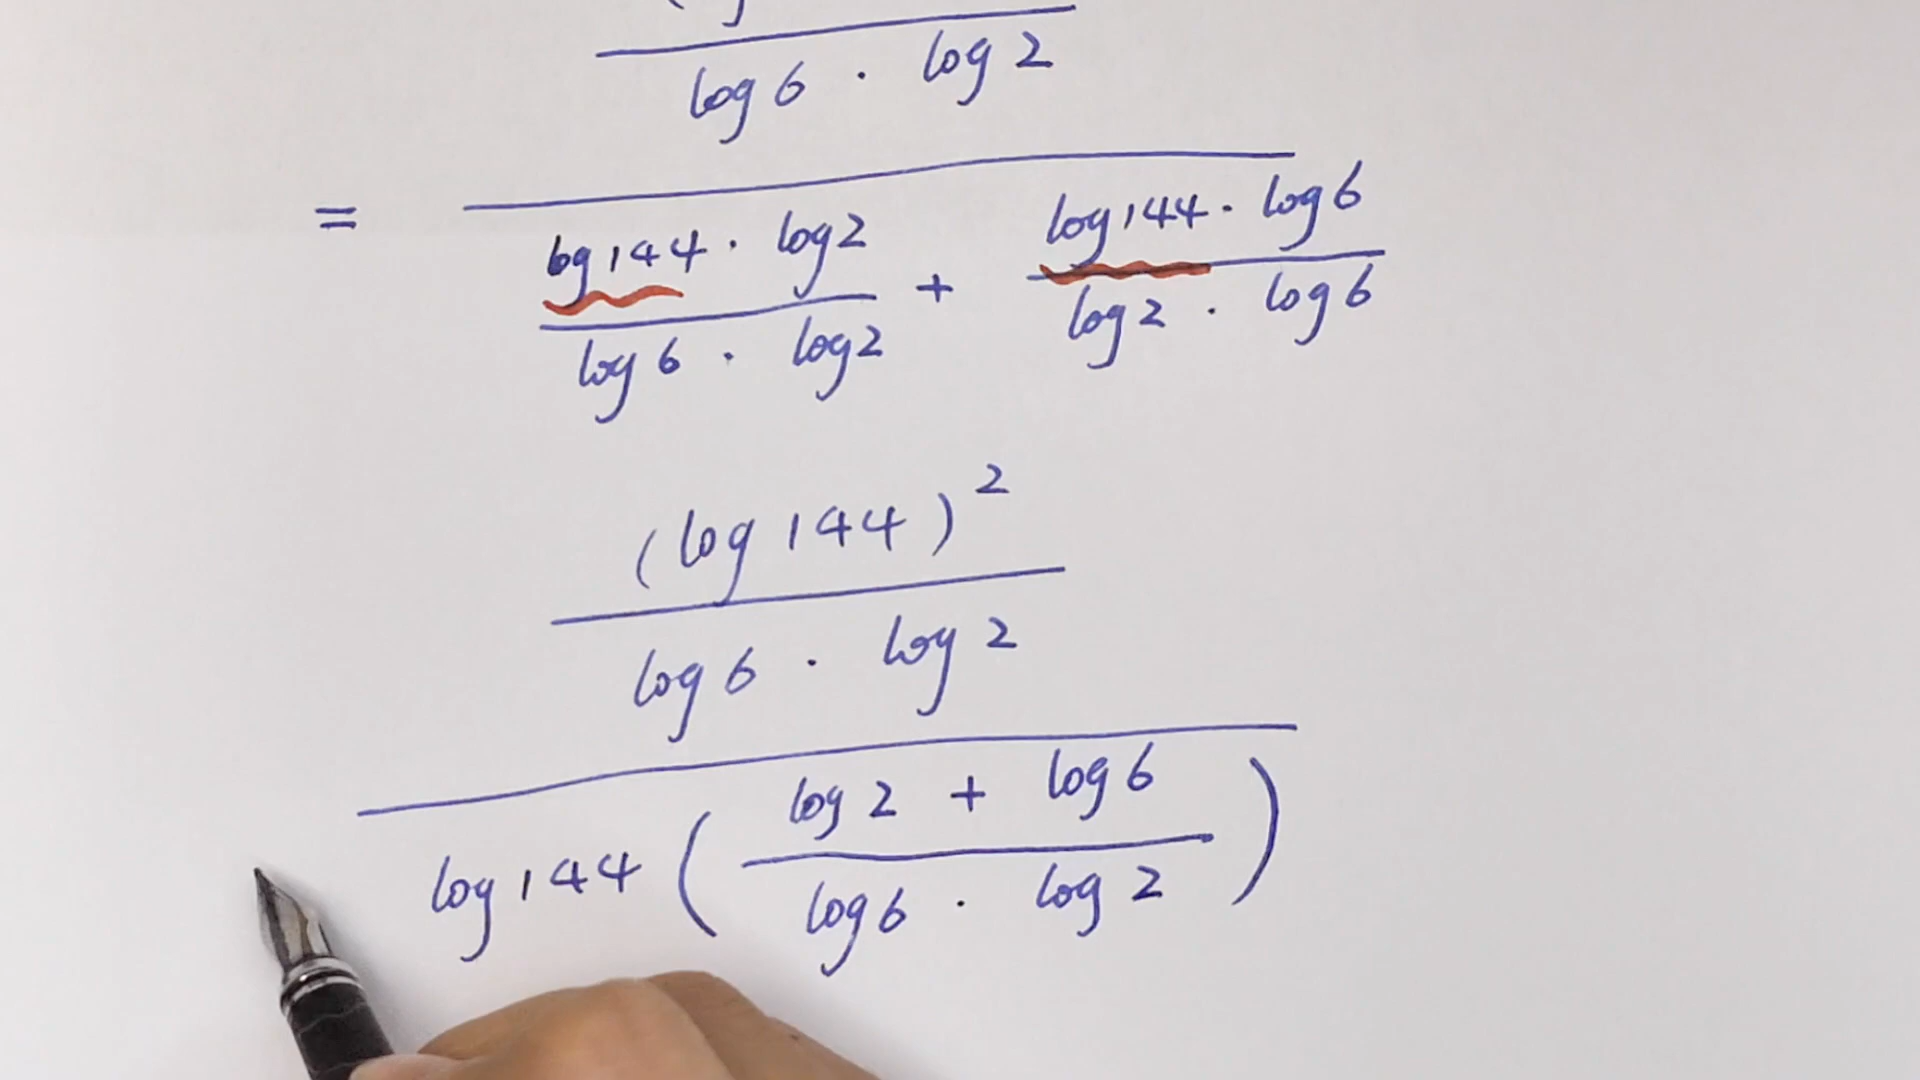 log 6 · log 2
=
log 144 · log 2
log 6 · log 2
+
log 144 · log 6
log 2 · log 6
(log 144)²
log 6 · log 2
log 2 + log 6
log 144 ( )
log 6 · log 2